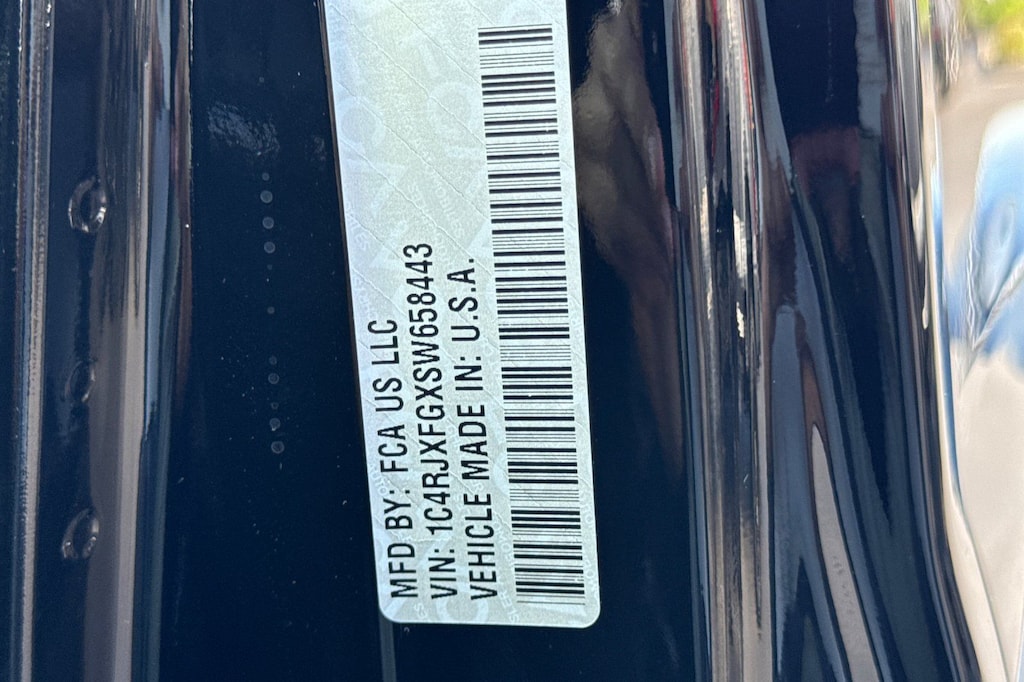 MFD BY: FCA US LLC
VIN: 1C4RJXFGXSW658443
VEHICLE MADE IN: U.S.A.